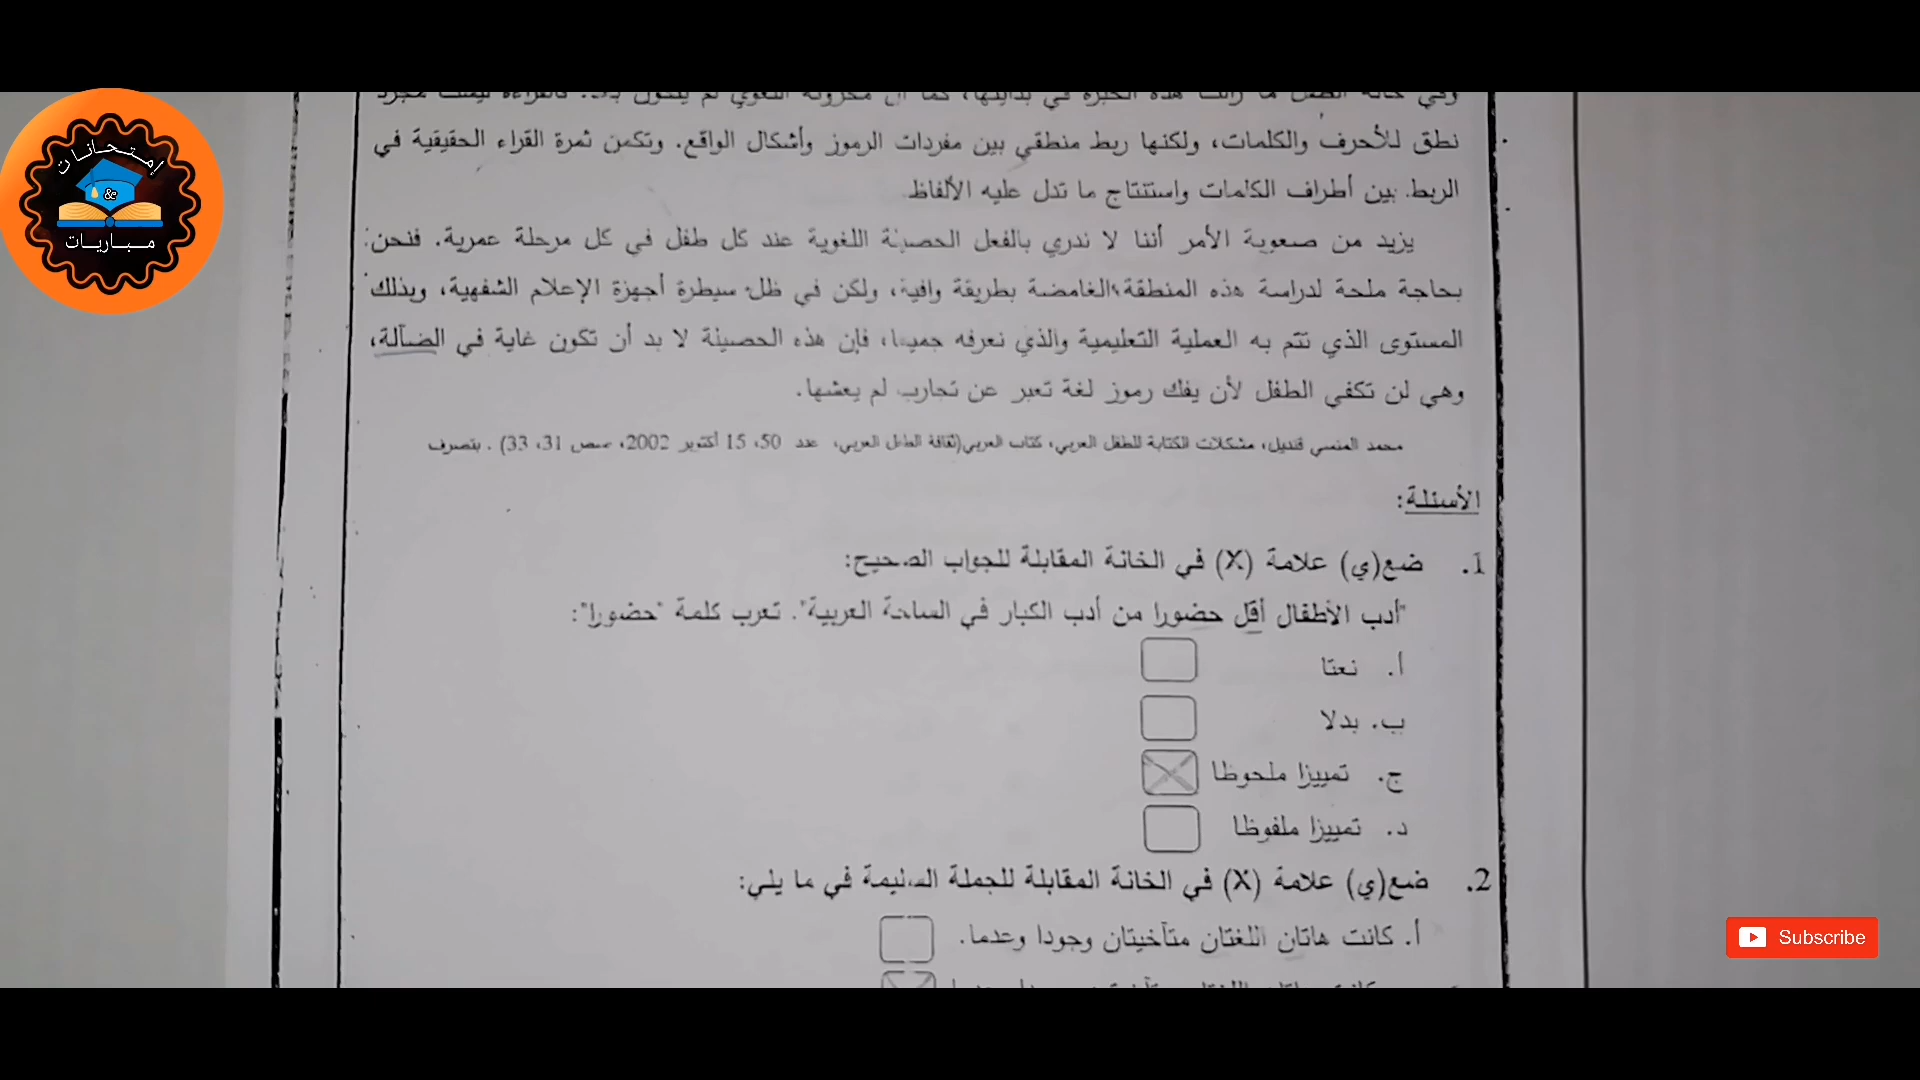 إمتحانات
&
مباريات
نطق للأحرف والكلمات، ولكنها ربط منطقي بين مفردات الرموز وأشكال الواقع. وتكمن ثمرة القراء الحقيقية في
الربط بين أطراف الكلمات واستنتاج ما تدل عليه الألفاظ
يزيد من صعوبة الأمر أننا لا ندري بالفعل الحصيلة اللغوية عند كل طفل في كل مرحلة عمرية. فنحن
بحاجة ملحة لدراسة هذه المنطقة الغامضة بطريقة وافية، ولكن في ظل سيطرة أجهزة الإعلام الشفهية، وبذلك
المستوى الذي تتم به العملية التعليمية والذي نعرفه جميعا، فإن هذه الحصيلة لا بد أن تكون غاية في الضآلة،
وهي لن تكفي الطفل لأن يفك رموز لغة تعبر عن تجارب لم يعشها.
محمد المنسي قنديل، مشكلات الكتابة للطفل العربي، كتاب العربي(ثقافة الطفل العربي، عدد 50، 15 أكتوبر 2002، صص 31، 33) . بتصرف
الأسئلة:
1. ضع(ي) علامة (X) في الخانة المقابلة للجواب الصحيح:
"أدب الأطفال أقل حضورا من أدب الكبار في الساحة العربية". تعرب كلمة "حضورا":
أ. نعتا
ب. بدلا
ج. تمييزا ملحوظا
د. تمييزا ملفوظا
2. ضع(ي) علامة (X) في الخانة المقابلة للجملة السليمة في ما يلي:
أ. كانت هاتان اللغتان متآخيتان وجودا وعدما.
Subscribe